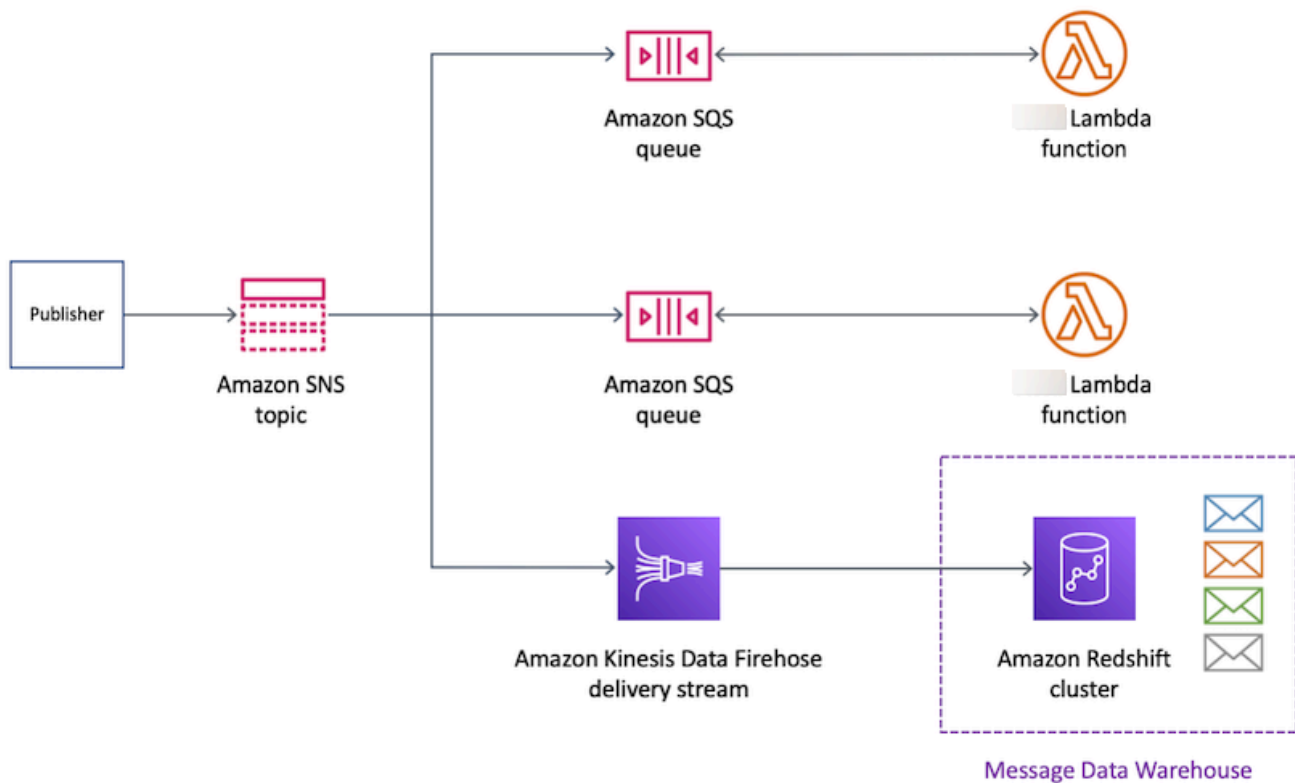 Amazon SQS
queue
Lambda
function
Publisher
Amazon SNS
topic
Amazon SQS
queue
Lambda
function
Amazon Kinesis Data Firehose
delivery stream
Amazon Redshift
cluster
Message Data Warehouse